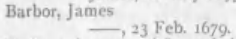 Barbor, James
——, 23 Feb. 1679.